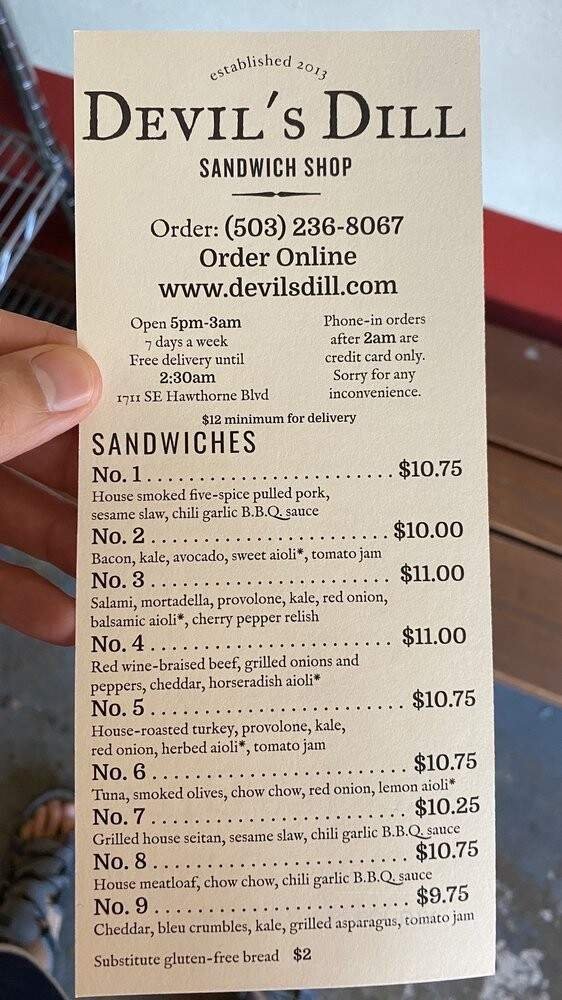 established 2013
DEVIL'S DILL
SANDWICH SHOP
Order: (503) 236-8067
Order Online
www.devilsdill.com
Open 5pm-3am
7 days a week
Free delivery until
2:30am
1711 SE Hawthorne Blvd
Phone-in orders
after 2am are
credit card only.
Sorry for any
inconvenience.
$12 minimum for delivery
SANDWICHES
No. 1........................$10.75
House smoked five-spice pulled pork,
sesame slaw, chili garlic B.B.Q. sauce
No. 2........................$10.00
Bacon, kale, avocado, sweet aioli*, tomato jam
No. 3........................$11.00
Salami, mortadella, provolone, kale, red onion,
balsamic aioli*, cherry pepper relish
No. 4........................$11.00
Red wine-braised beef, grilled onions and
peppers, cheddar, horseradish aioli*
No. 5........................$10.75
House-roasted turkey, provolone, kale,
red onion, herbed aioli*, tomato jam
No. 6........................$10.75
Tuna, smoked olives, chow chow, red onion, lemon aioli*
No. 7........................$10.25
Grilled house seitan, sesame slaw, chili garlic B.B.Q. sauce
No. 8........................$10.75
House meatloaf, chow chow, chili garlic B.B.Q. sauce
No. 9........................$9.75
Cheddar, bleu crumbles, kale, grilled asparagus, tomato jam
Substitute gluten-free bread $2